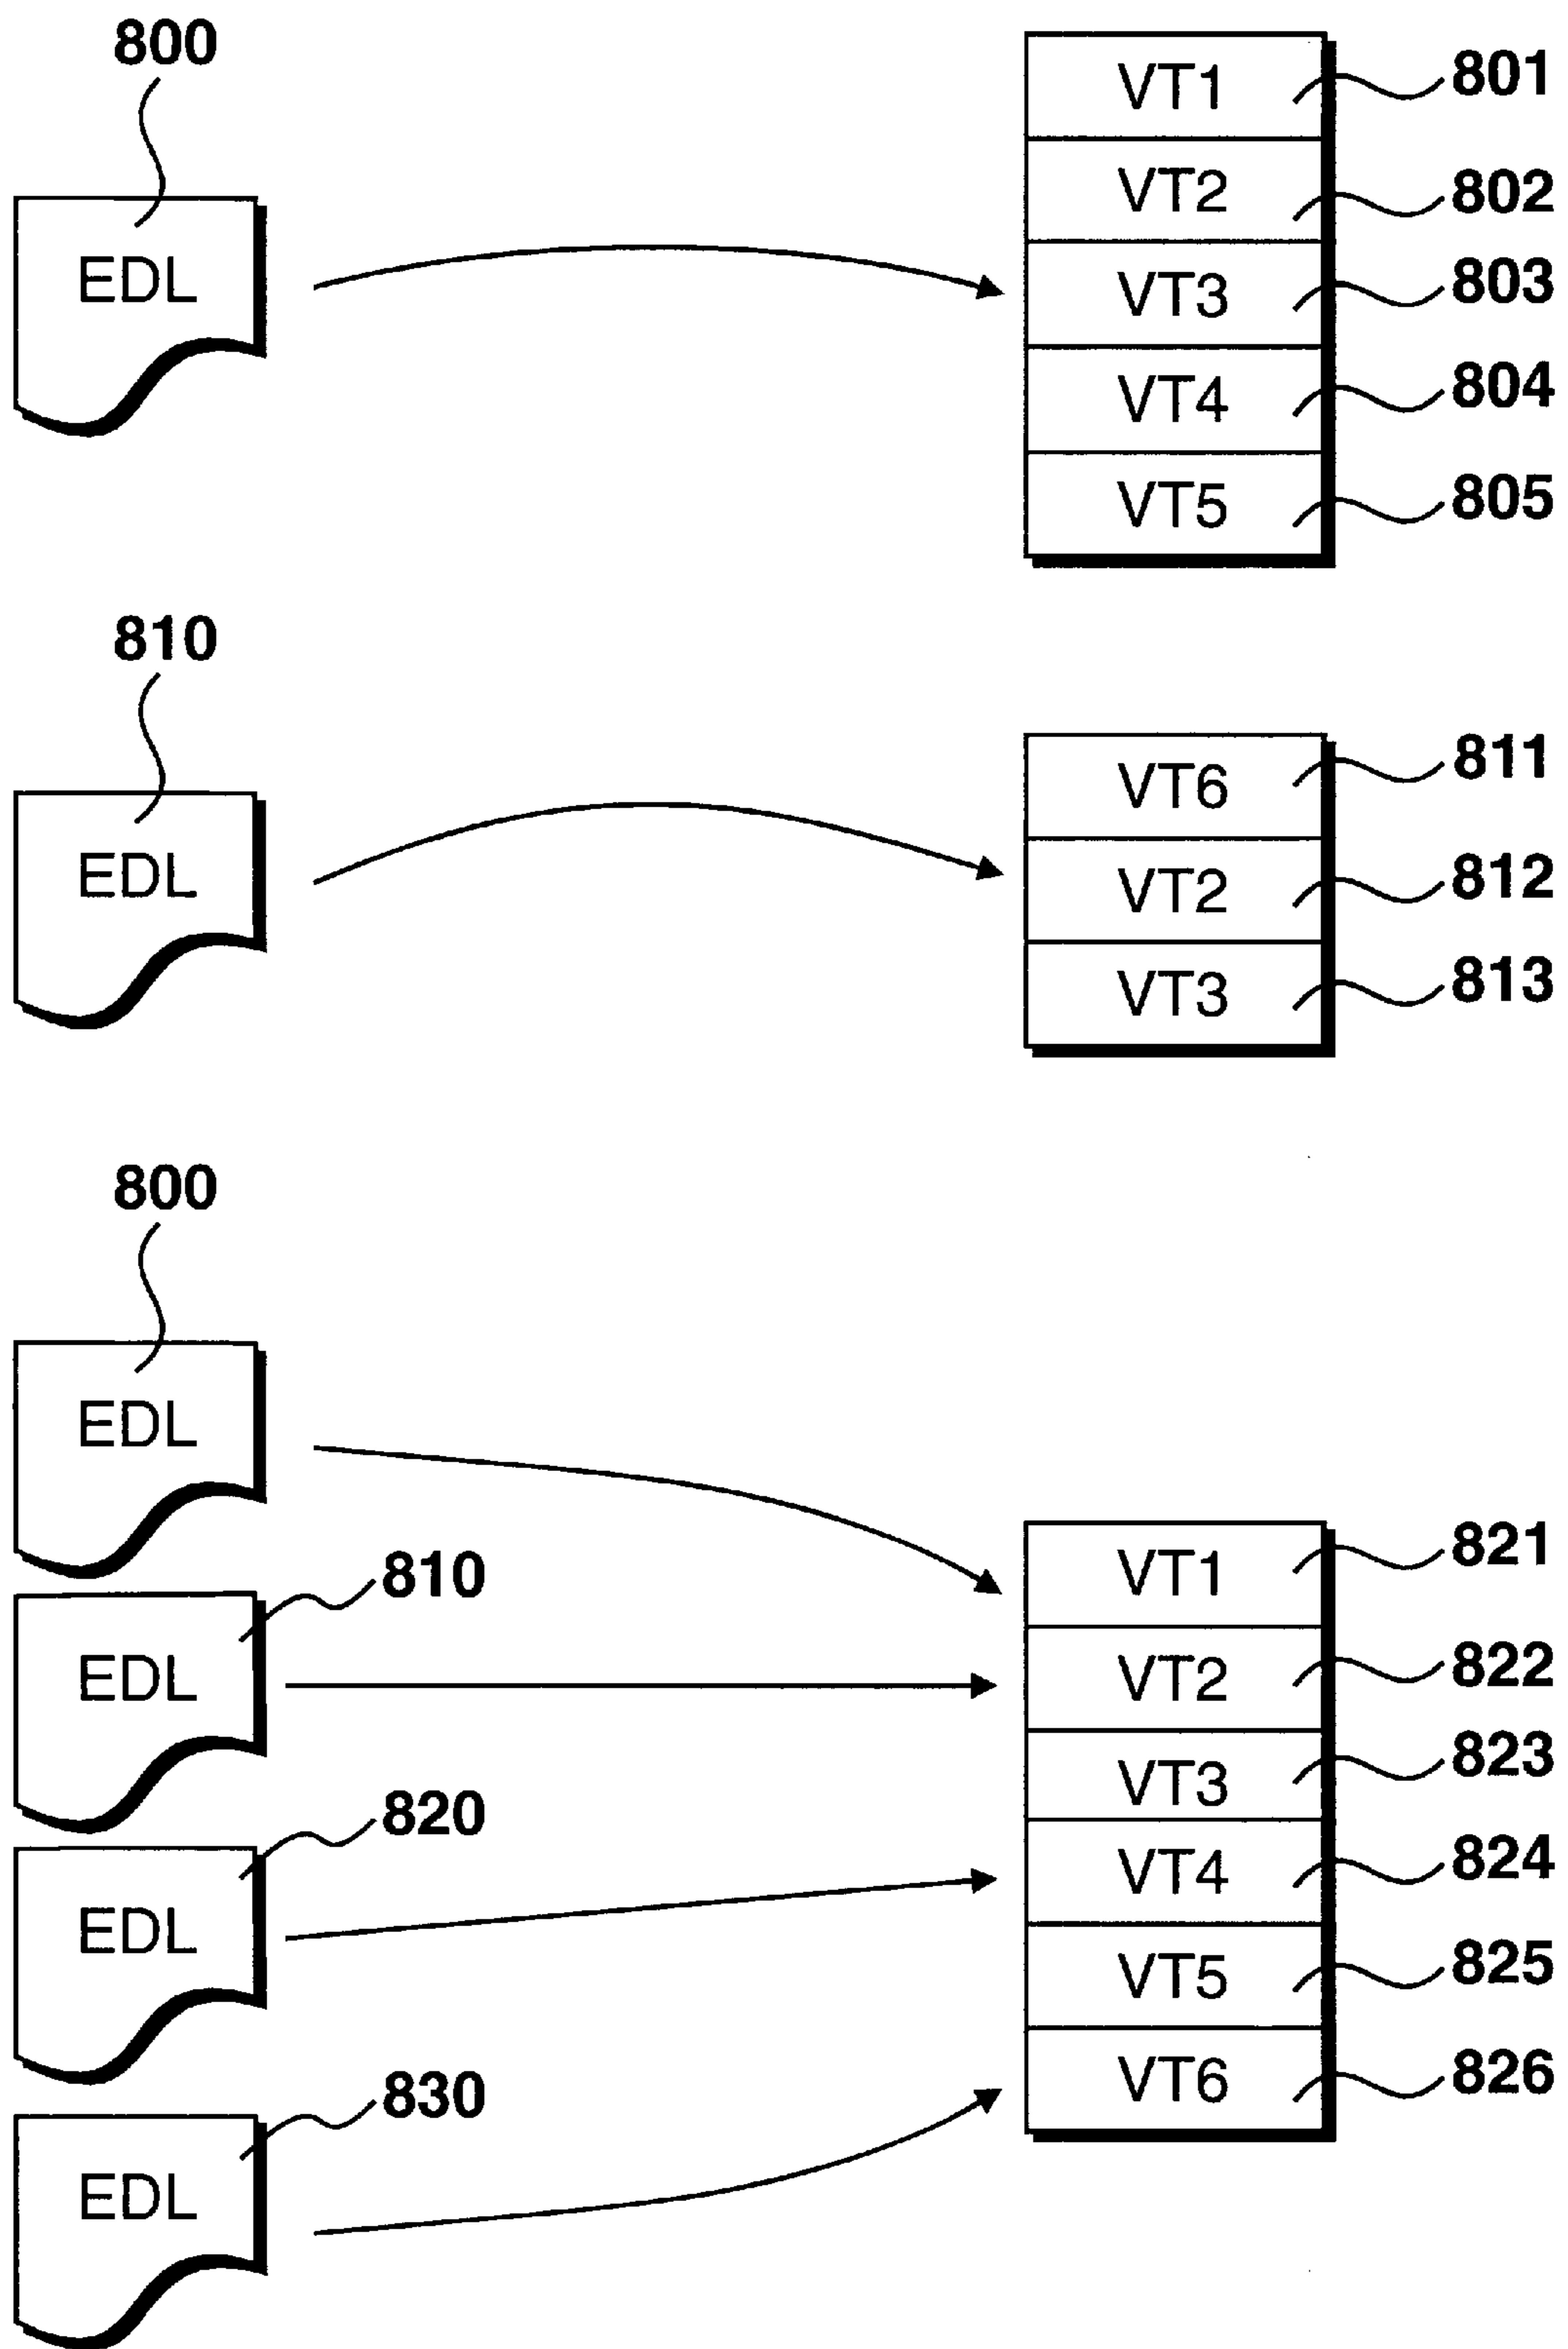 800
VT1 801
VT2 802
EDL VT3 803
VT4 804
VT5 805
810
VT6 811
EDL VT2 812
VT3 813
800
EDL
VT1 821
810
EDL VT2 822
VT3 823
820
VT4 824
EDL
VT5 825
VT6 826
830
EDL